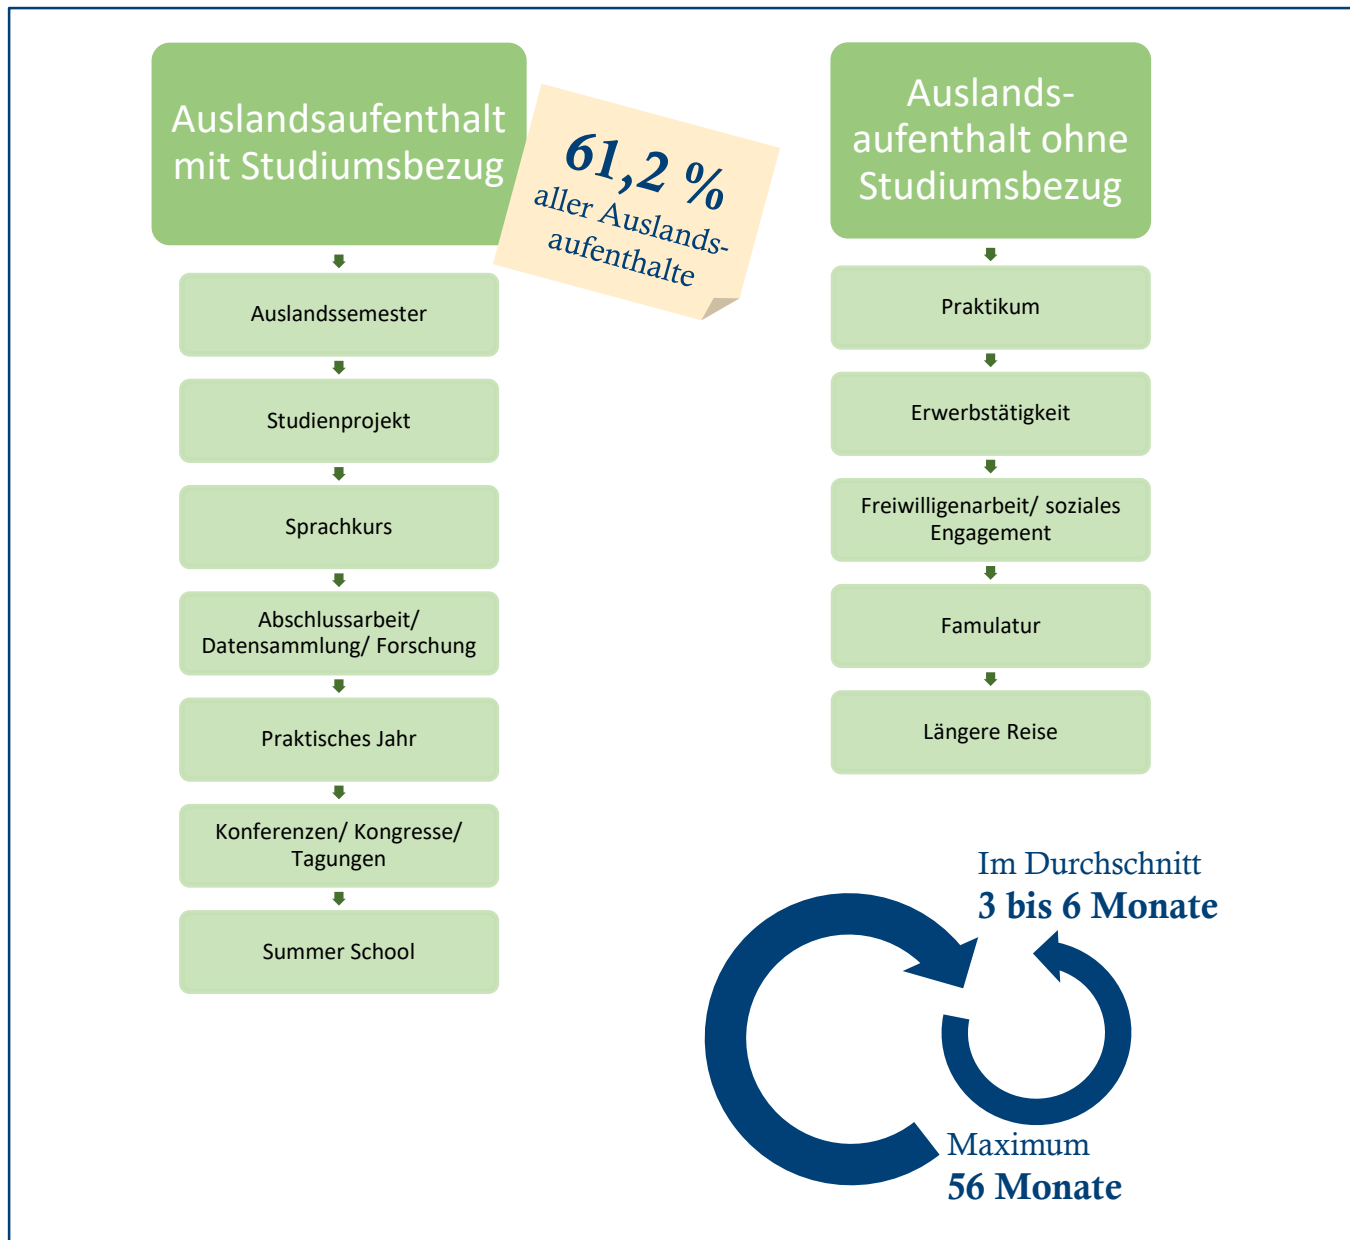 Auslandsaufenthalt
mit Studiumsbezug
61,2 %
aller Auslands-
aufenthalte
Auslandssemester
Studienprojekt
Sprachkurs
Abschlussarbeit/
Datensammlung/ Forschung
Praktisches Jahr
Konferenzen/ Kongresse/
Tagungen
Summer School
Auslands-
aufenthalt ohne
Studiumsbezug
Praktikum
Erwerbstätigkeit
Freiwilligenarbeit/ soziales
Engagement
Famulatur
Längere Reise
Im Durchschnitt
3 bis 6 Monate
Maximum
56 Monate